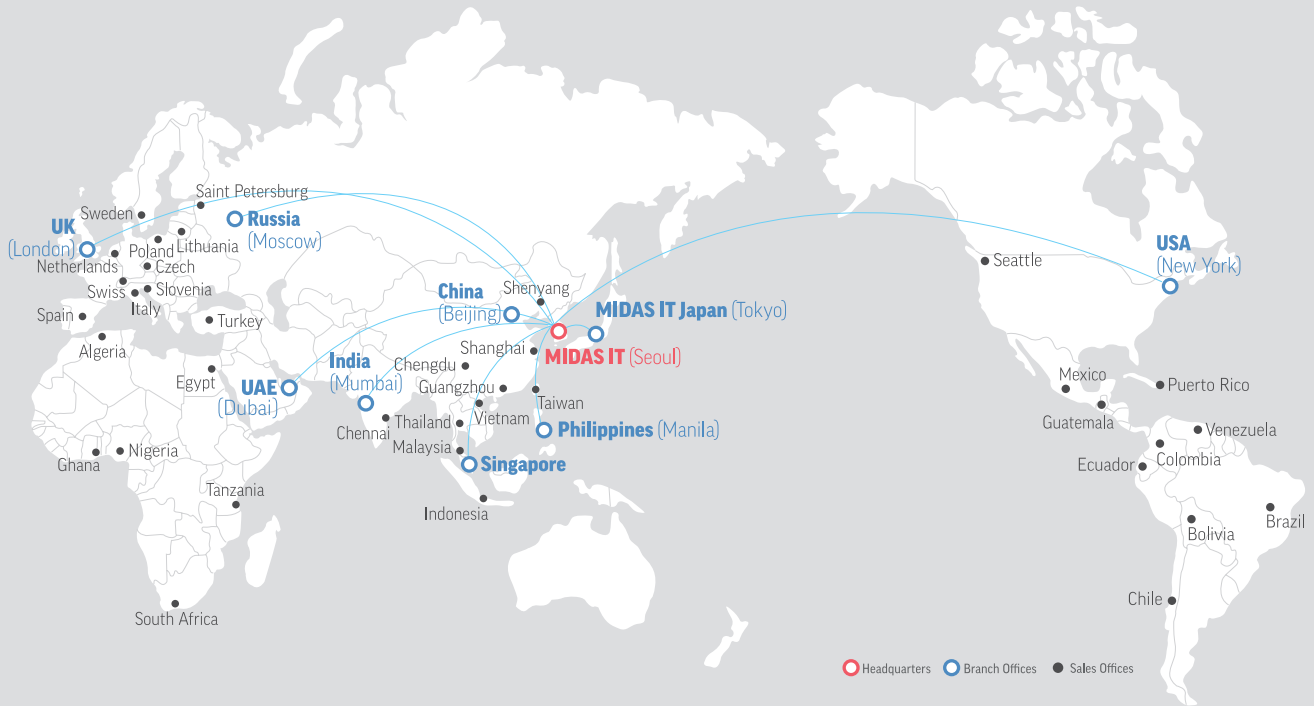 Saint Petersburg
Sweden
UK
(London)
Russia
(Moscow)
Poland
Lithuania
Netherlands
Czech
Swiss
Slovenia
Italy
Spain
Turkey
Algeria
Egypt
UAE
(Dubai)
India
(Mumbai)
Chennai
China
(Beijing)
Shenyang
MIDAS IT Japan (Tokyo)
MIDAS IT (Seoul)
Shanghai
Chengdu
Guangzhou
Taiwan
Thailand
Vietnam
Malaysia
Philippines (Manila)
Singapore
Indonesia
Ghana
Nigeria
Tanzania
South Africa
USA
(New York)
Seattle
Mexico
Puerto Rico
Guatemala
Venezuela
Colombia
Ecuador
Brazil
Bolivia
Chile
Headquarters
Branch Offices
Sales Offices